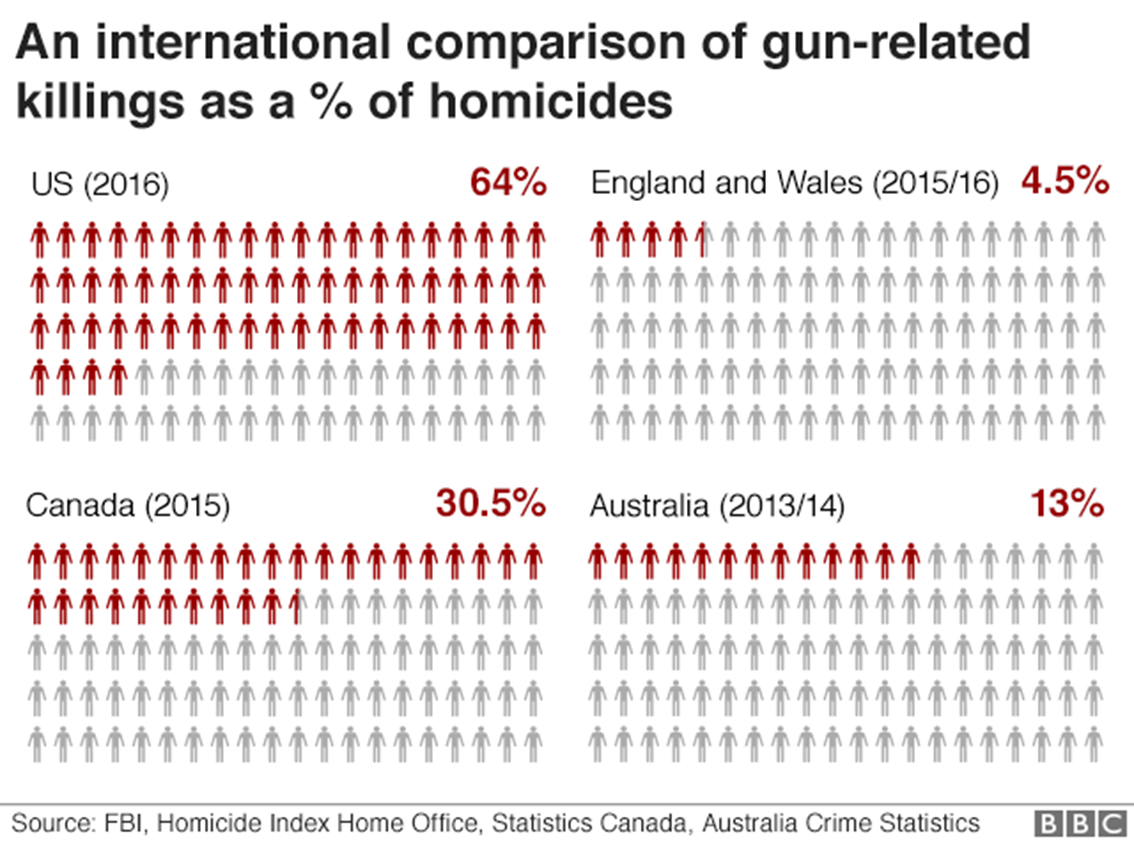 An international comparison of gun-related
killings as a % of homicides
US (2016) 64%
England and Wales (2015/16) 4.5%
Canada (2015) 30.5%
Australia (2013/14) 13%
Source: FBI, Homicide Index Home Office, Statistics Canada, Australia Crime Statistics
BBC